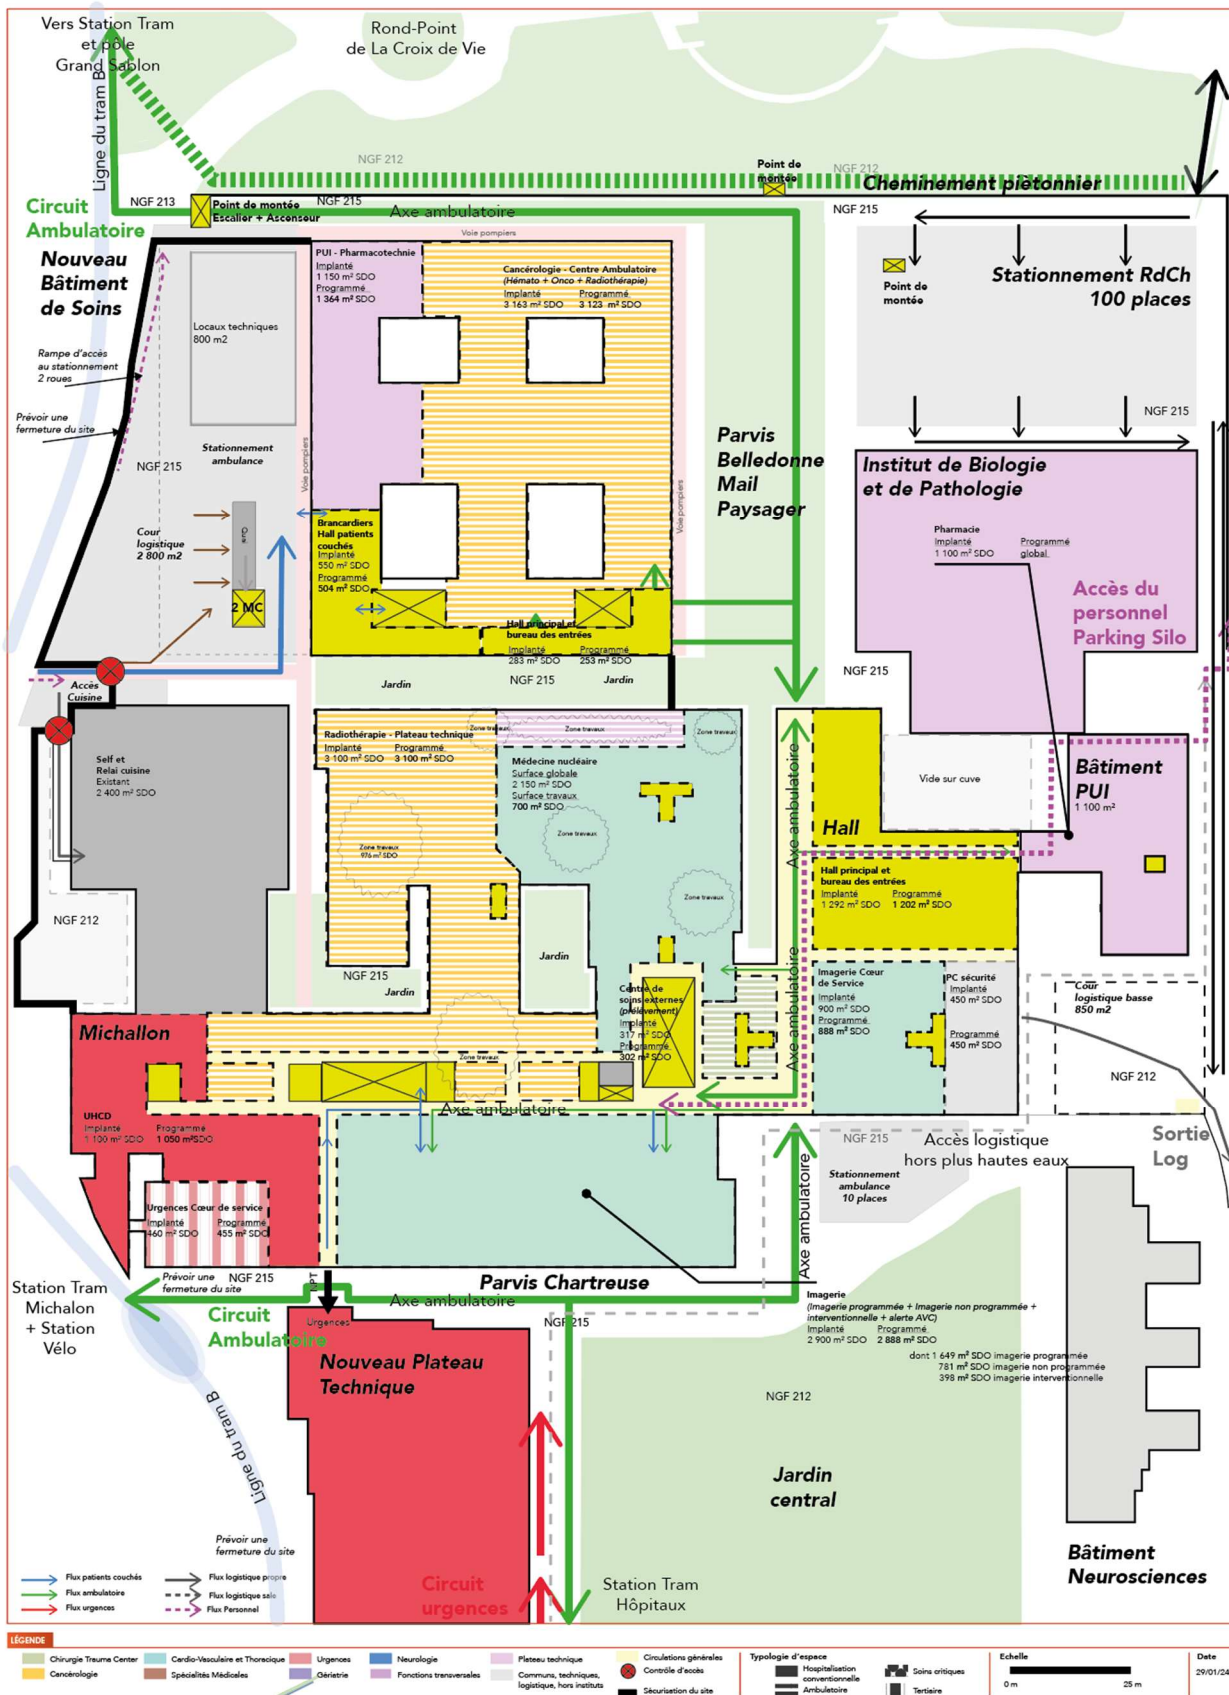 Vers Station Tram
et pôle
Grand Sablon
Rond-Point
de La Croix de Vie
Ligne du tram B
NGF 212
Point de
montée
NGF 212
Cheminement piètonnier
NGF 213
Point de montée
Escalier + Ascenseur
NGF 215
Axe ambulatoire
NGF 215
Circuit
Ambulatoire
Nouveau
Bâtiment
de Soins
Voie pompiers
PUI - Pharmacotechnie
Implanté
1 150 m² SDO
Programmé
1 364 m² SDO
Cancérologie - Centre Ambulatoire
(Hémato + Onco + Radiothérapie)
Implanté
3 163 m² SDO
Programmé
3 123 m² SDO
Point de
montée
Stationnement RdCh
100 places
Locaux techniques
800 m2
Rampe d'accès
au stationnement
2 roues
Prévoir une
fermeture du site
Stationnement
ambulance
NGF 215
NGF 215
Voie pompiers
Voie pompiers
Parvis
Belledonne
Mail
Paysager
Institut de Biologie
et de Pathologie
Cour
logistique
2 800 m2
Quai
2 MC
Brancardiers
Hall patients
couchés
Implanté
550 m² SDO
Programmé
504 m² SDO
Pharmacie
Implanté
1 100 m² SDO
Programmé
global
Accès du
personnel
Parking Silo
Hall principal et
bureau des entrées
Implanté
283 m² SDO
Programmé
253 m² SDO
NGF 215
Accès
Cuisine
Jardin
NGF 215
Jardin
Self et
Relai cuisine
Existant
2 400 m² SDO
Radiothérapie - Plateau technique
Implanté
3 100 m² SDO
Programmé
3 100 m² SDO
Zone travaux
Zone travaux
Zone travaux
Médecine nucléaire
Surface globale
2 150 m² SDO
Surface travaux
700 m² SDO
Zone travaux
976 m² SDO
Zone travaux
Zone travaux
Axe ambulatoire
Hall
Vide sur cuve
Bâtiment
PUI
1 100 m²
Hall principal et
bureau des entrées
Implanté
1 292 m² SDO
Programmé
1 202 m² SDO
NGF 212
NGF 215
Jardin
Jardin
Centre de
soins externes
(prélèvement)
Implanté
317 m² SDO
Programmé
302 m² SDO
Axe ambulatoire
Imagerie Cœur
de Service
Implanté
900 m² SDO
Programmé
888 m² SDO
PC sécurité
Implanté
450 m² SDO
Programmé
450 m² SDO
Cour
logistique basse
850 m2
NGF 212
Michallon
Zone travaux
UHCD
Implanté
1 100 m² SDO
Programmé
1 050 m²SDO
Axe ambulatoire
NGF 215
Accès logistique
hors plus hautes eaux
Sortie
Log
Stationnement
ambulance
10 places
Urgences Cœur de service
Implanté
460 m² SDO
Programmé
455 m² SDO
Axe ambulatoire
Station Tram
Michalon
+ Station
Vélo
Prévoir une
fermeture du site
NGF 215
NPT
Parvis Chartreuse
Axe ambulatoire
Circuit
Ambulatoire
Urgences
NGF 215
Nouveau Plateau
Technique
Imagerie
(Imagerie programmée + Imagerie non programmée +
interventionnelle + alerte AVC)
Implanté
2 900 m² SDO
Programmé
2 888 m² SDO
dont 1 649 m² SDO imagerie programmée
781 m² SDO imagerie non programmée
398 m² SDO imagerie interventionnelle
NGF 212
Ligne du tram B
Jardin
central
Prévoir une
fermeture du site
Bâtiment
Neurosciences
Circuit
urgences
Station Tram
Hôpitaux
Flux patients couchés
Flux ambulatoire
Flux urgences
Flux logistique propre
Flux logistique sale
Flux Personnel
LÉGENDE
Chirurgie Trauma Center
Cancérologie
Cardio-Vasculaire et Thoracique
Spécialités Médicales
Urgences
Gériatrie
Neurologie
Fonctions transversales
Plateau technique
Communs, techniques,
logistique, hors instituts
Circulations générales
Contrôle d'accès
Sécurisation du site
Typologie d'espace
Hospitalisation
conventionnelle
Ambulatoire
Soins critiques
Tertiaire
Echelle
0 m
25 m
Date
29/01/24